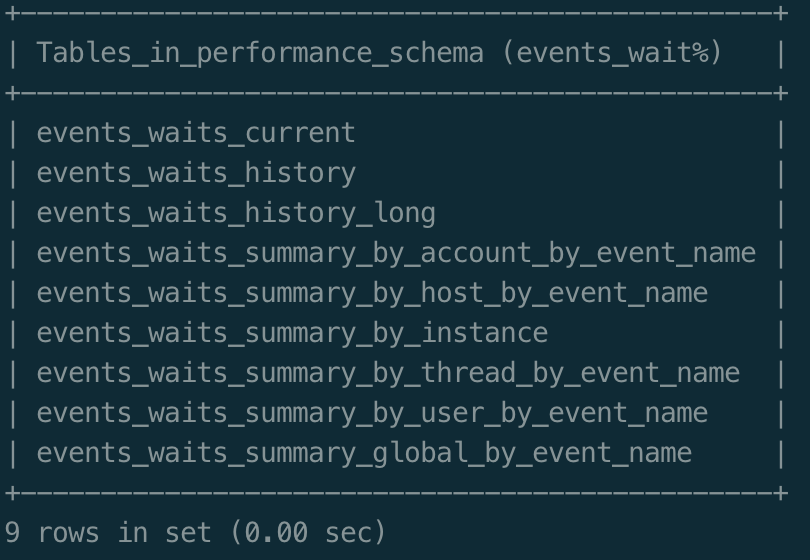 +-----------------------------------------------+
| Tables_in_performance_schema (events_wait%)   |
+-----------------------------------------------+
| events_waits_current                          |
| events_waits_history                          |
| events_waits_history_long                     |
| events_waits_summary_by_account_by_event_name |
| events_waits_summary_by_host_by_event_name    |
| events_waits_summary_by_instance              |
| events_waits_summary_by_thread_by_event_name  |
| events_waits_summary_by_user_by_event_name    |
| events_waits_summary_global_by_event_name     |
+-----------------------------------------------+
9 rows in set (0.00 sec)